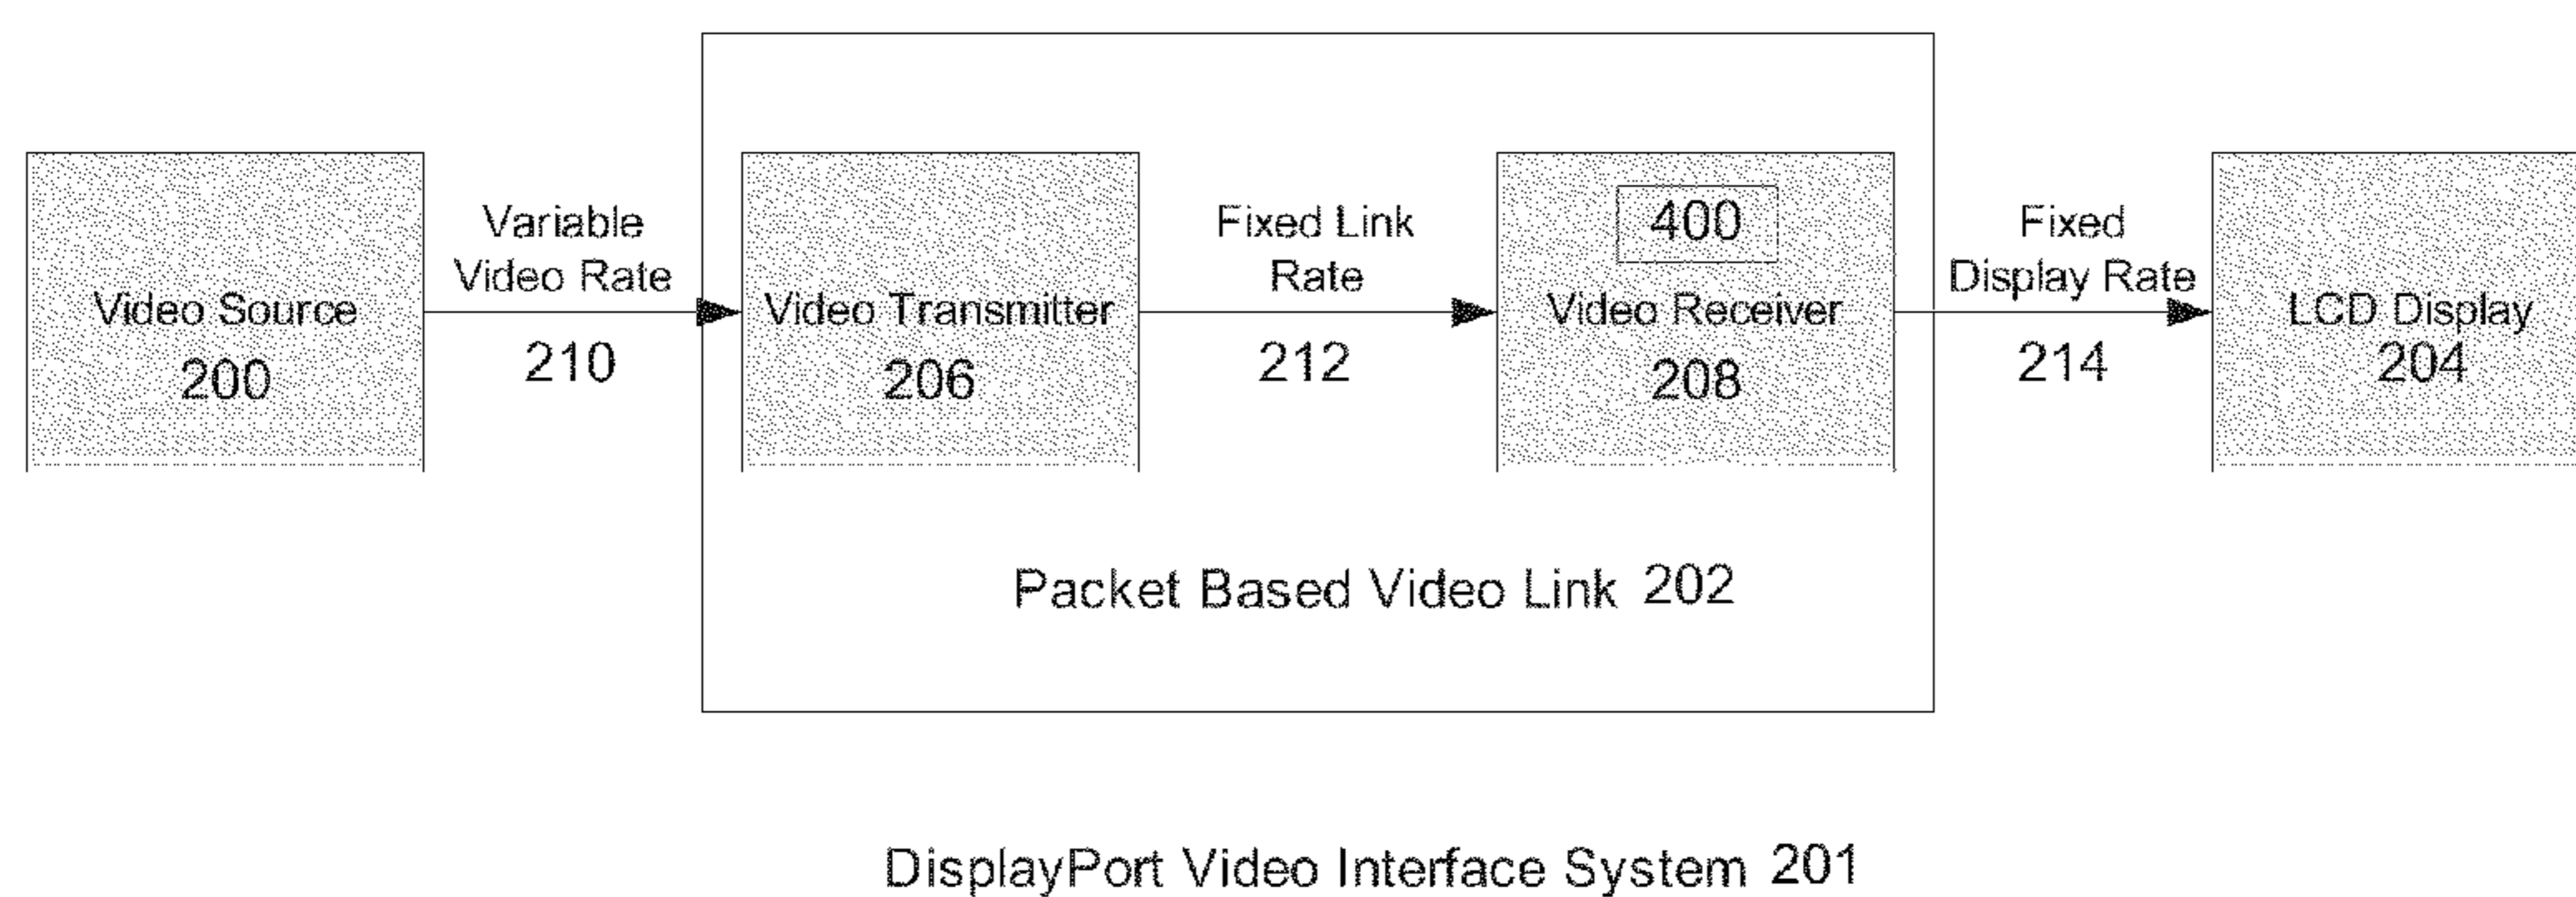 Video Source
200
Variable
Video Rate
210
Video Transmitter
206
Fixed Link
Rate
212
400
Video Receiver
208
Fixed
Display Rate
214
LCD Display
204
Packet Based Video Link 202
DisplayPort Video Interface System 201